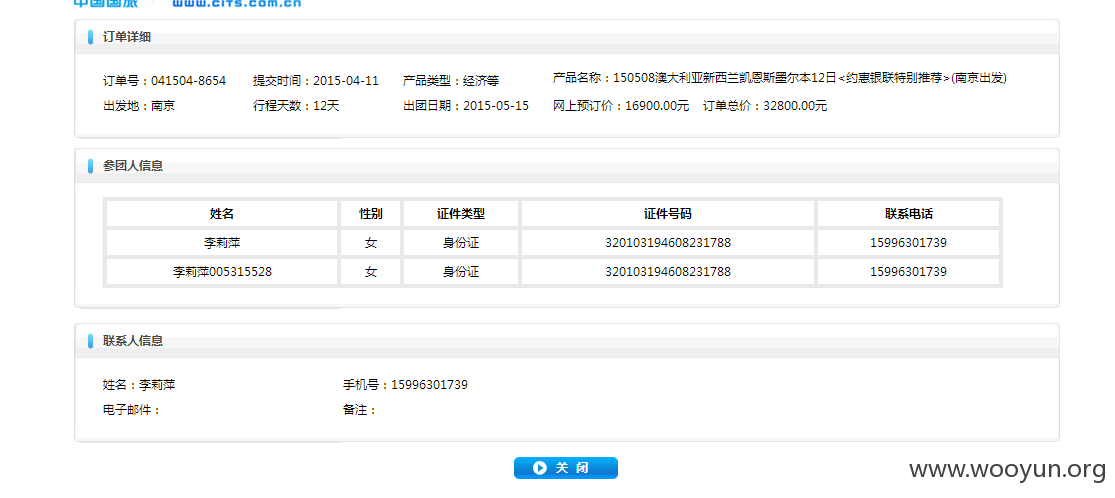 中国国旅 www.cits.com.cn
订单详细
订单号：041504-8654 提交时间：2015-04-11 产品类型：经济等 产品名称：150508澳大利亚新西兰凯恩斯墨尔本12日<约惠银联特别推荐>(南京出发)
出发地：南京 行程天数：12天 出团日期：2015-05-15 网上预订价：16900.00元 订单总价：32800.00元
参团人信息
姓名 性别 证件类型 证件号码 联系电话
李莉萍 女 身份证 320103194608231788 15996301739
李莉萍005315528 女 身份证 320103194608231788 15996301739
联系人信息
姓名：李莉萍 手机号：15996301739
电子邮件： 备注：
关 闭
www.wooyun.org